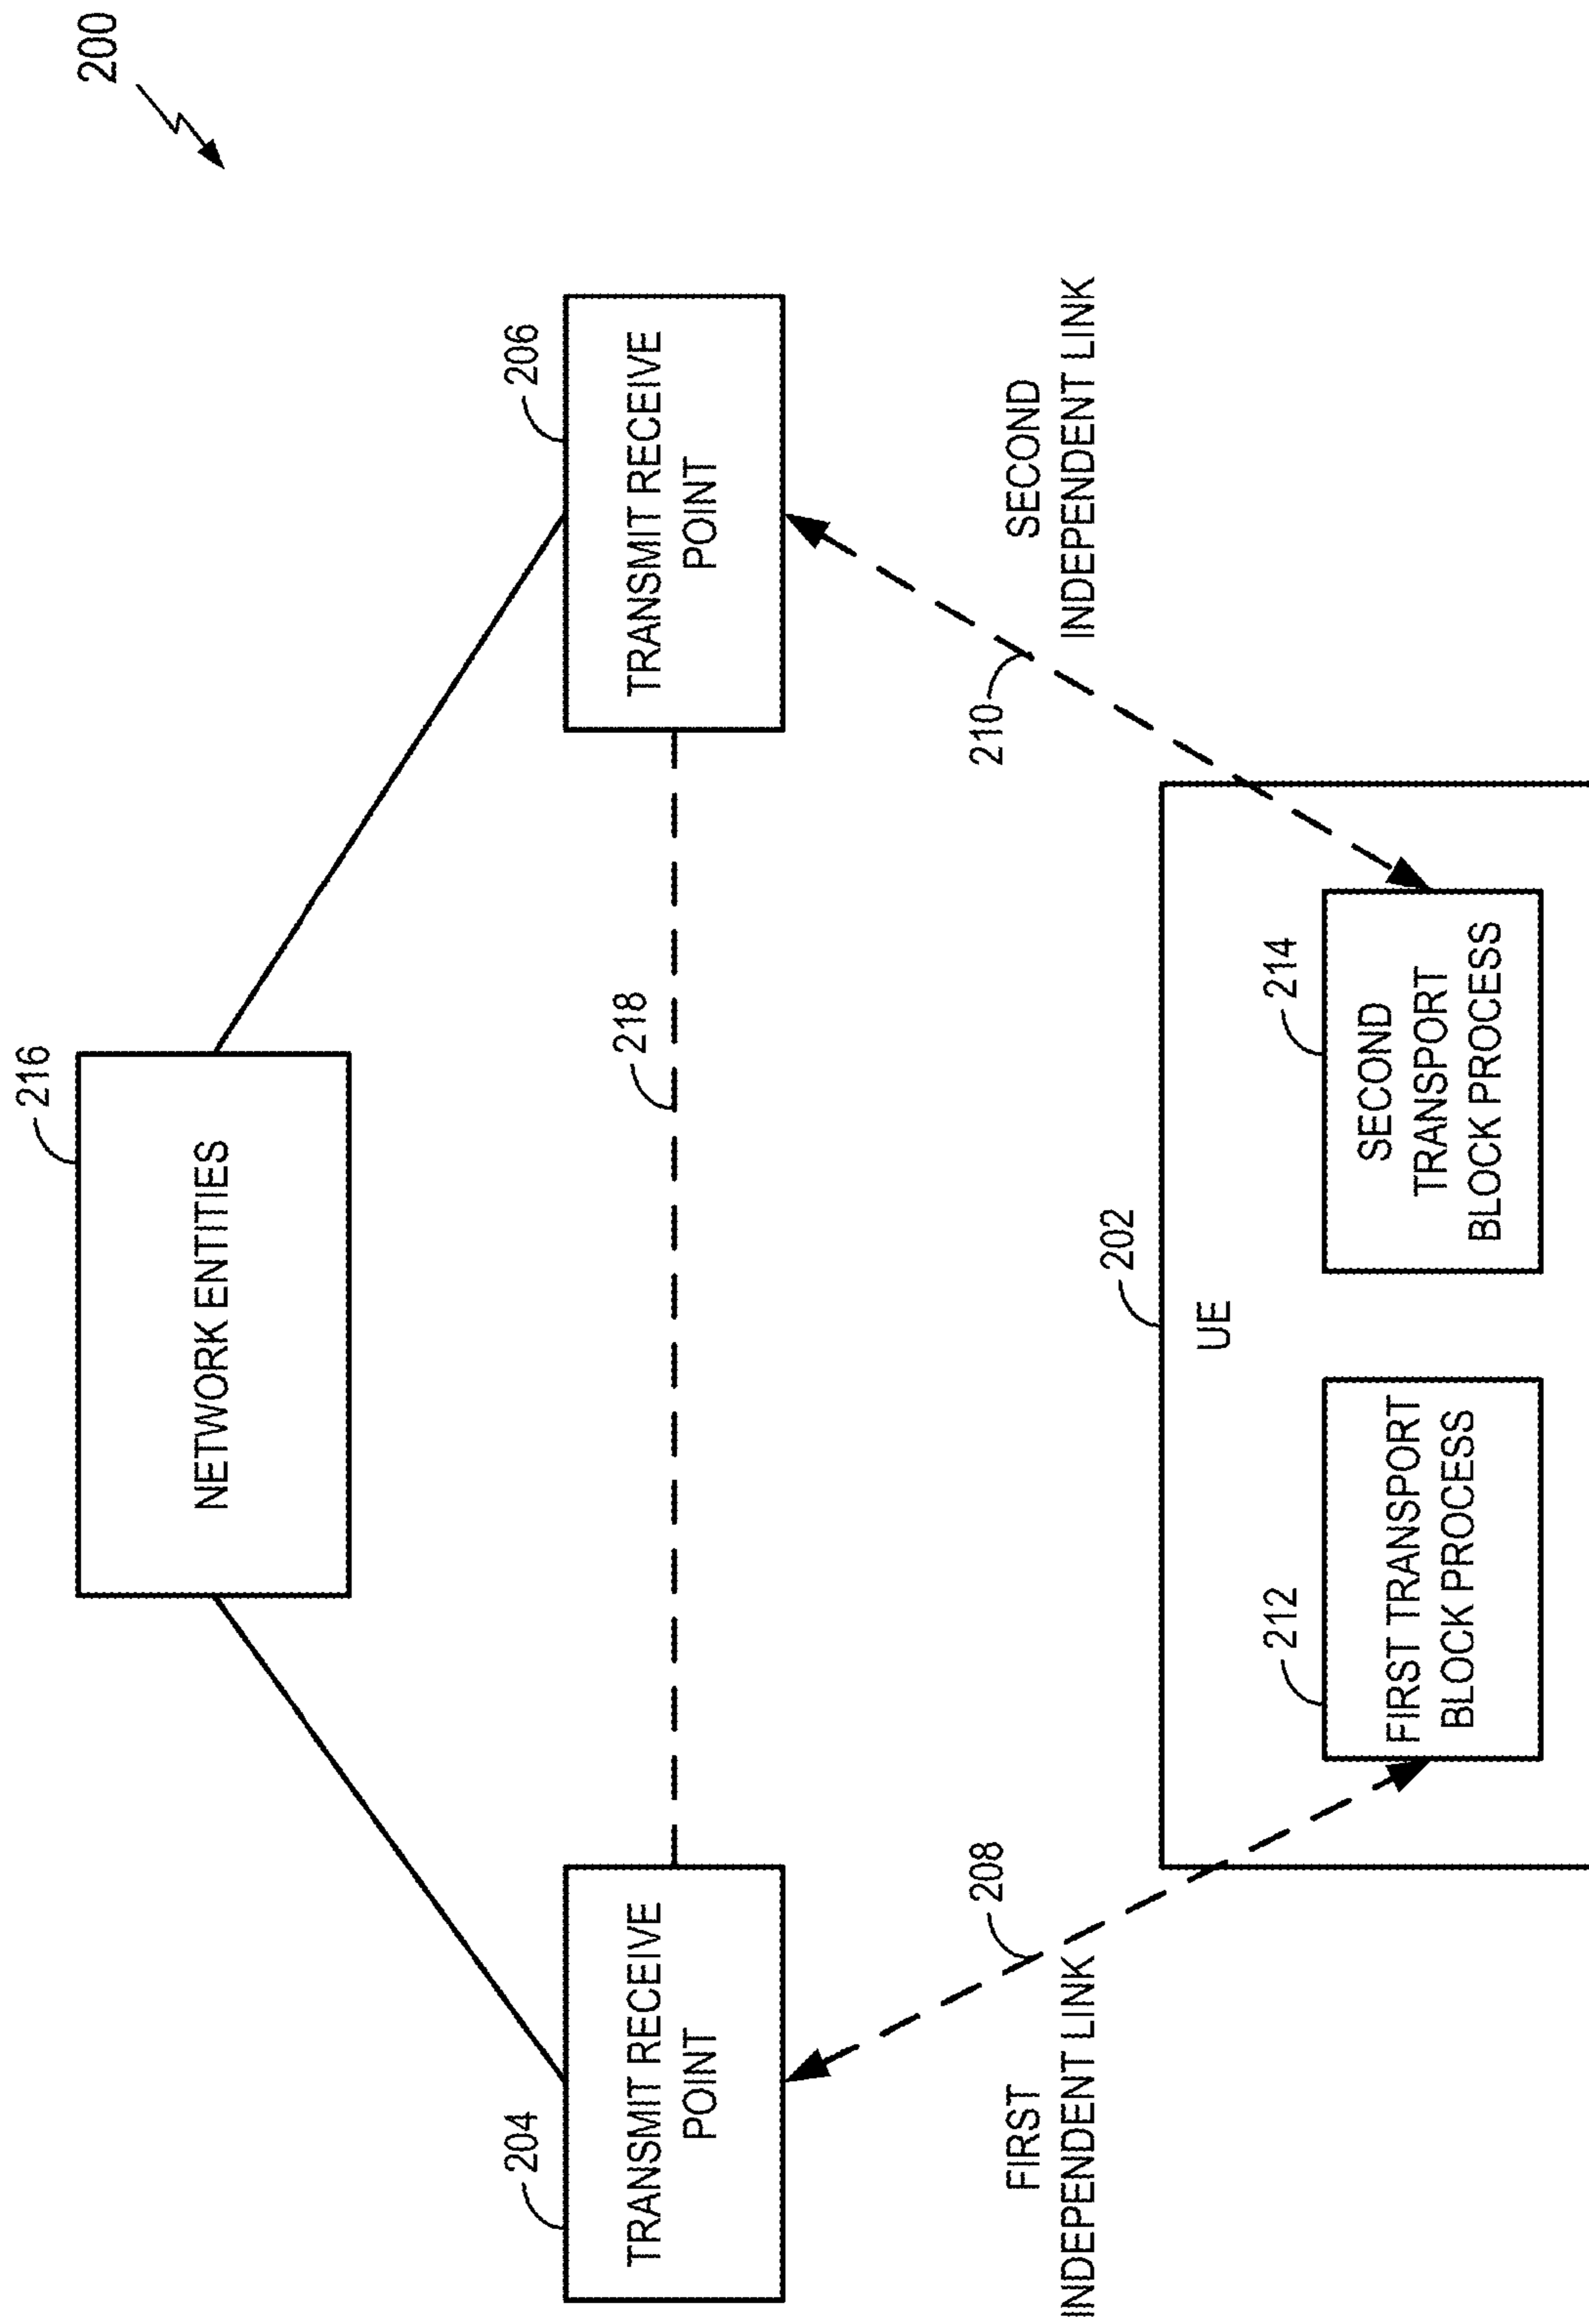 200
216
NETWORK ENTITIES
204
TRANSMIT RECEIVE
POINT
206
TRANSMIT RECEIVE
POINT
218
208
FIRST
INDEPENDENT LINK
210
SECOND
INDEPENDENT LINK
202
UE
212
FIRST TRANSPORT
BLOCK PROCESS
214
SECOND
TRANSPORT
BLOCK PROCESS